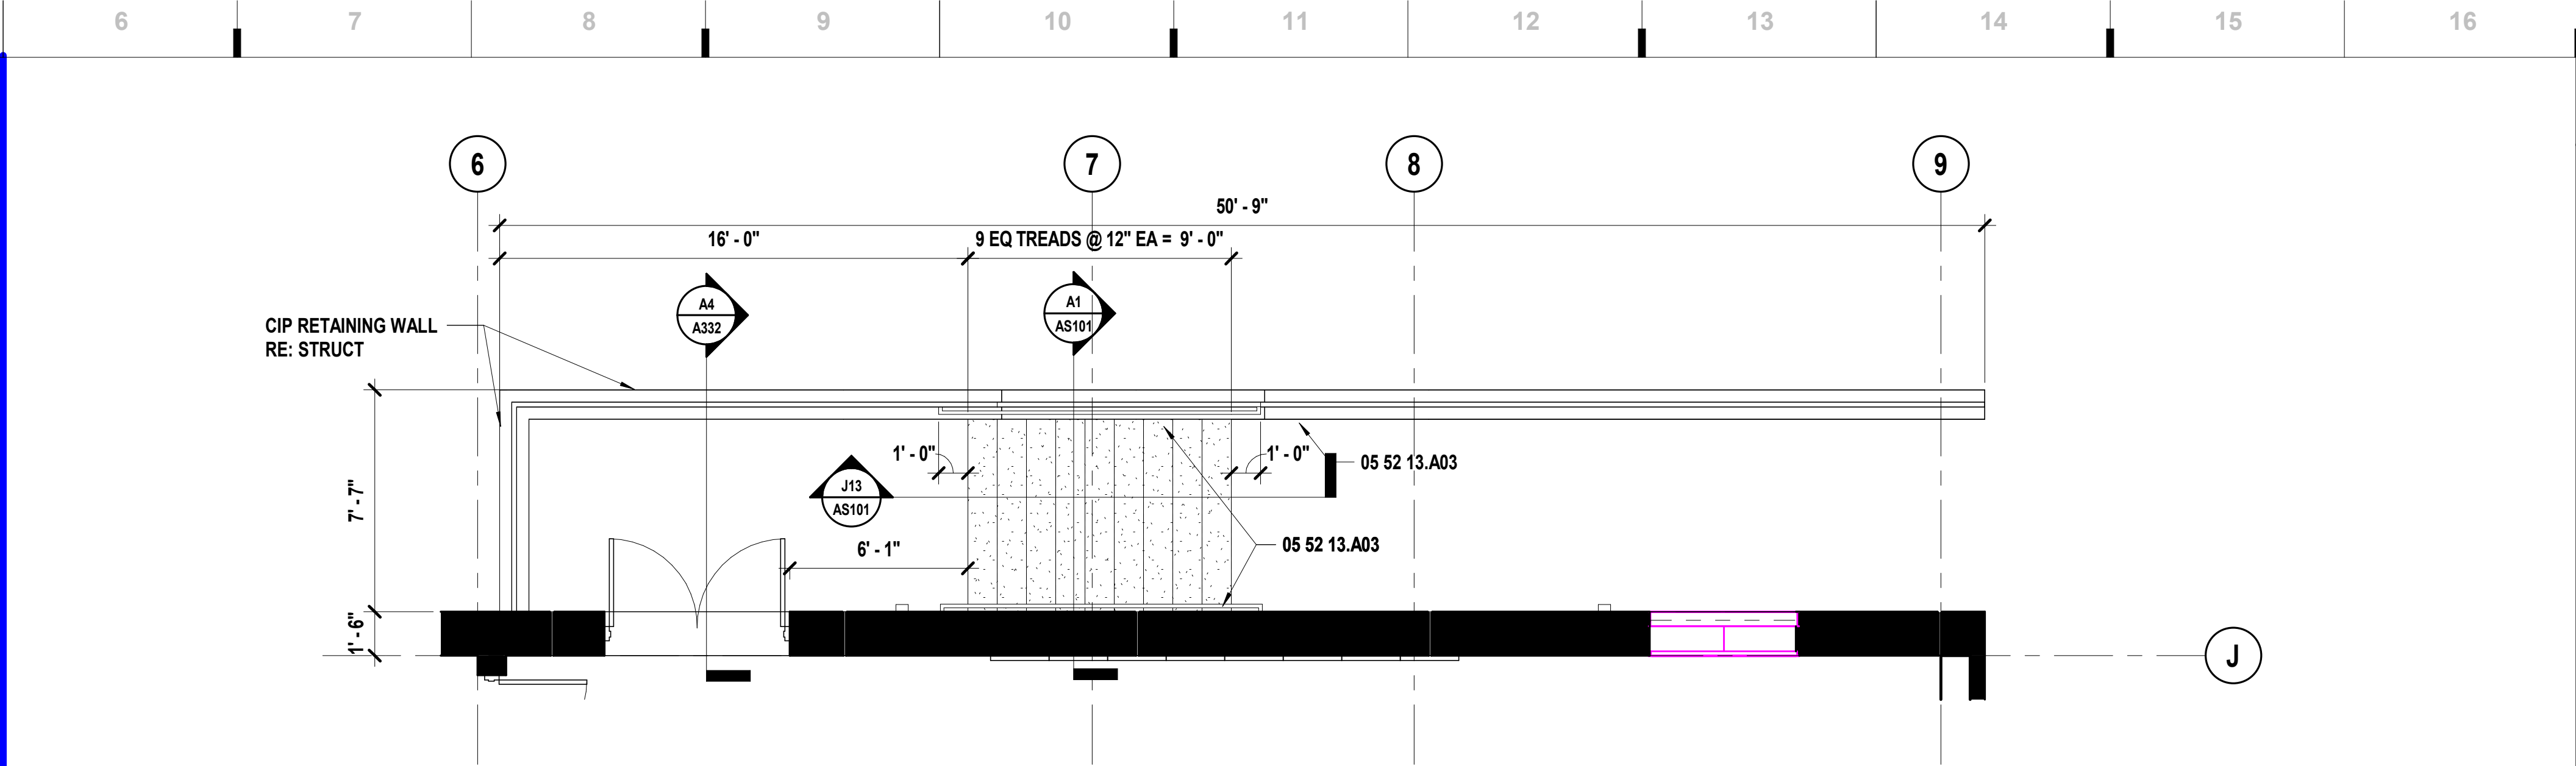 6 7 8 9 10 11 12 13 14 15 16
6 7 8 9
50' - 9"
16' - 0" 9 EQ TREADS @ 12" EA = 9' - 0"
A4
A332
A1
AS101
CIP RETAINING WALL
RE: STRUCT
1' - 0" 1' - 0"
05 52 13.A03
J13
AS101
7' - 7"
6' - 1"
05 52 13.A03
1' - 6"
J